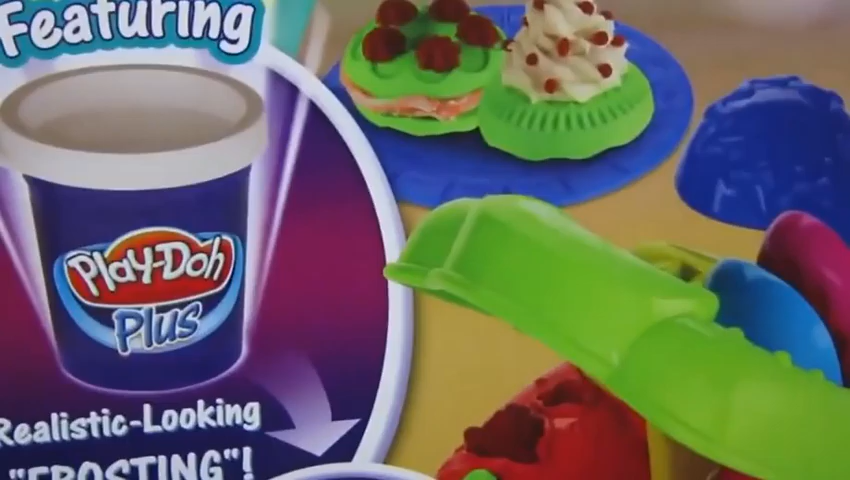 Featuring
PLAY-DOH
Plus
Realistic-Looking
"FROSTING"!